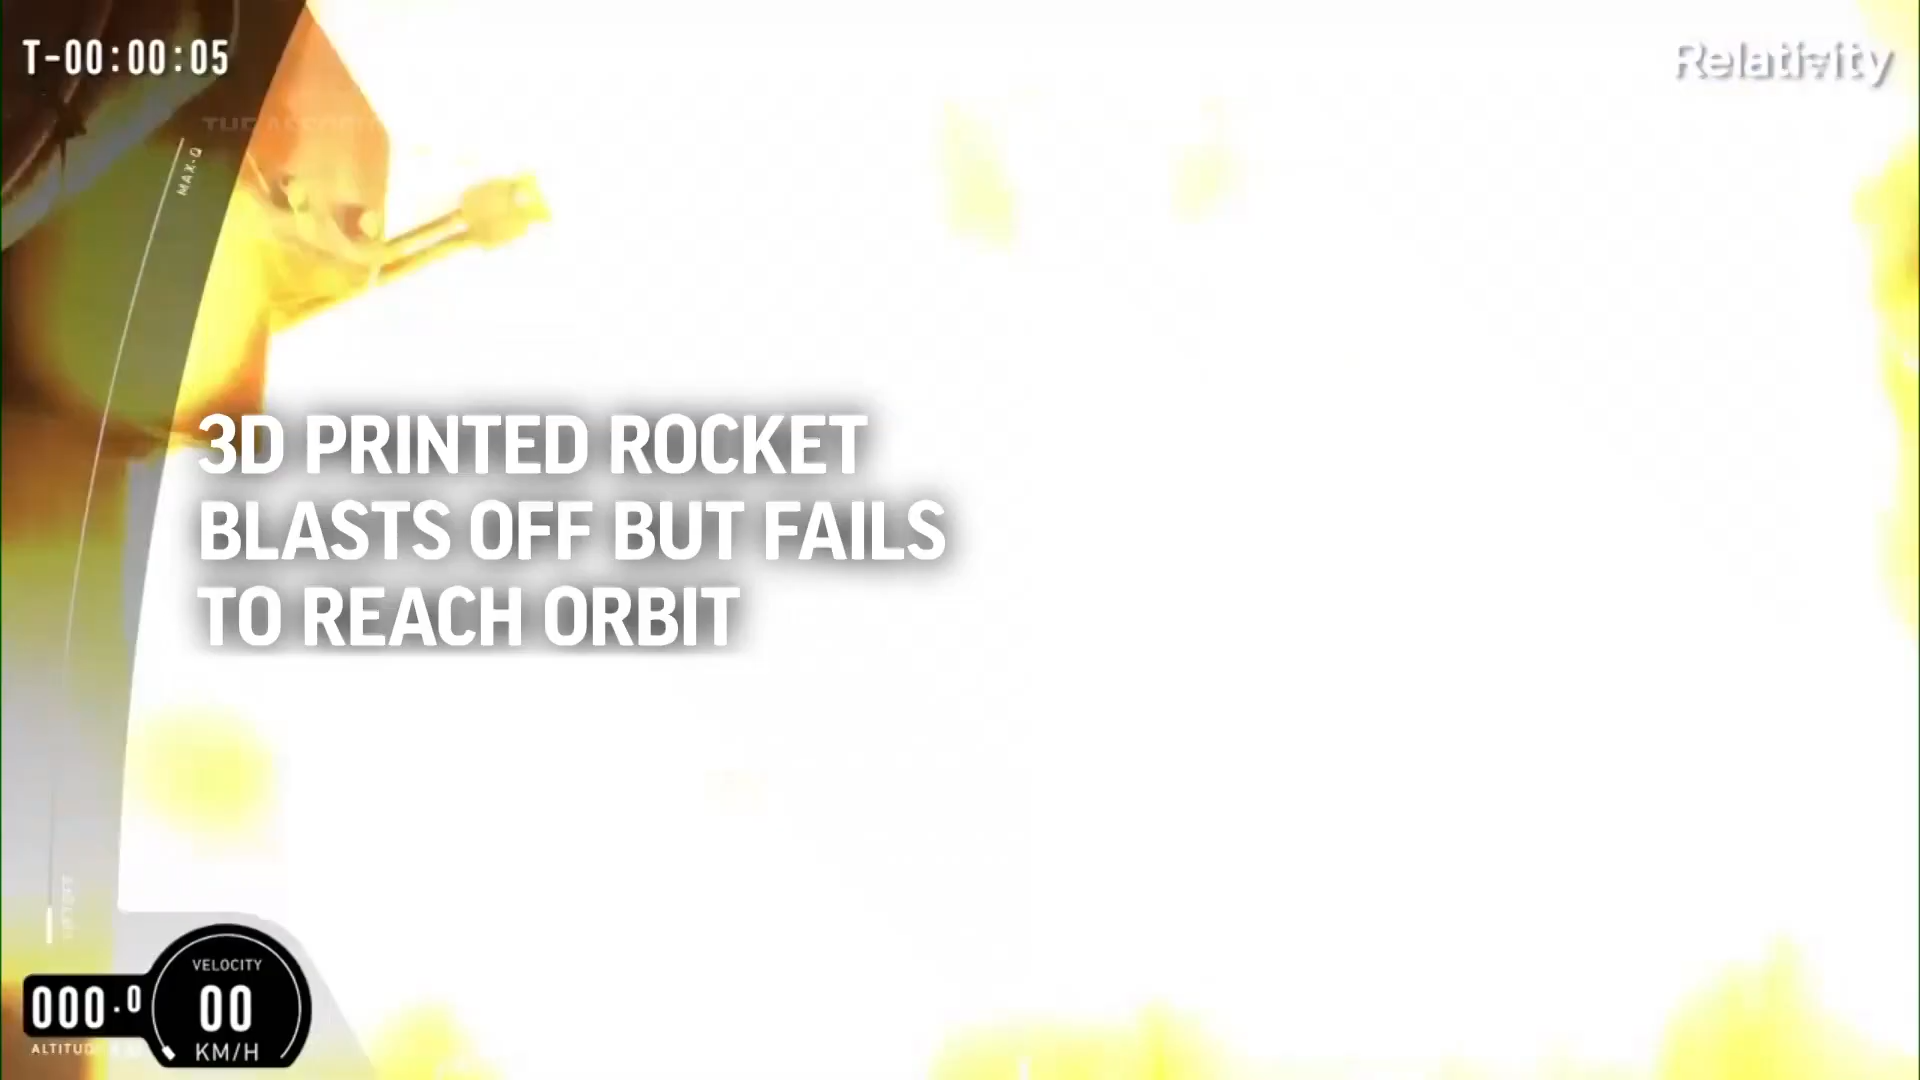 T-00:00:05
Relativity
MAX-Q
3D PRINTED ROCKET
BLASTS OFF BUT FAILS
TO REACH ORBIT
VELOCITY
000.0
00
KM/H